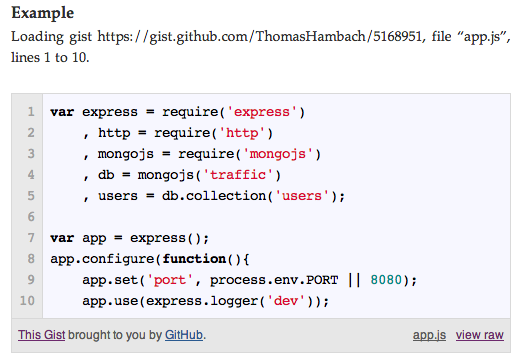 Example
Loading gist https://gist.github.com/ThomasHambach/5168951, file “app.js”,
lines 1 to 10.
1 var express = require('express')
2 , http = require('http')
3 , mongojs = require('mongojs')
4 , db = mongojs('traffic')
5 , users = db.collection('users');
6
7 var app = express();
8 app.configure(function(){
9 app.set('port', process.env.PORT || 8080);
10 app.use(express.logger('dev'));
This Gist brought to you by GitHub. app.js view raw